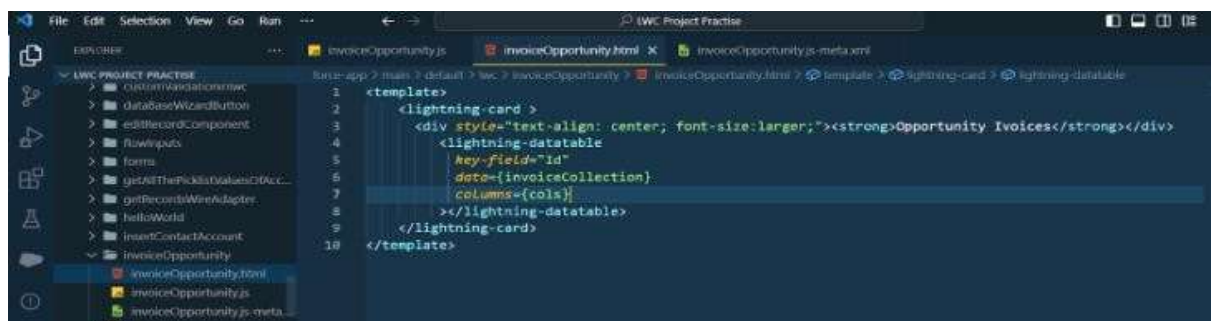 File Edit Selection View Go Run ... LWC Project Practise
EXPLORER ... invoiceOpportunity.js invoiceOpportunity.html × invoiceOpportunity.js-meta.xml
LWC PROJECT PRACTISE force-app > main > default > lwc > invoiceOpportunity > invoiceOpportunity.html > template > lightning-card > lightning-datatable
customValidationInlwc
> dataBaseWizardButton
> editRecordComponent
> flowInputs
> forms
> getAllThePicklistValuesOfAcc...
> getRecordsWireAdapter
> helloWorld
> insertContactAccount
invoiceOpportunity
invoiceOpportunity.html
invoiceOpportunity.js
invoiceOpportunity.js-meta...
1 <template>
2 <lightning-card >
3 <div style="text-align: center; font-size:larger;"><strong>Opportunity Ivoices</strong></div>
4 <lightning-datatable
5 key-field="Id"
6 data={invoiceCollection}
7 columns={cols}
8 ></lightning-datatable>
9 </lightning-card>
10 </template>